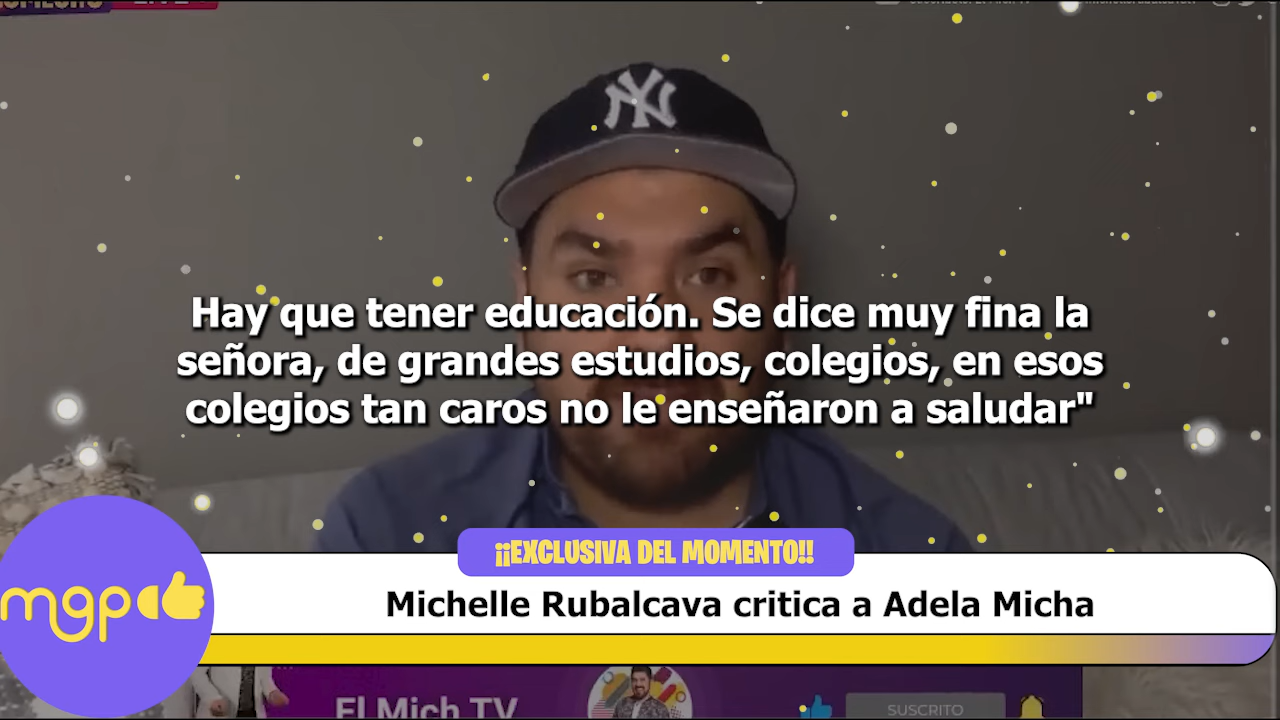 LIVE
NY
Hay que tener educación. Se dice muy fina la
señora, de grandes estudios, colegios, en esos
colegios tan caros no le enseñaron a saludar"
¡¡EXCLUSIVA DEL MOMENTO!!
mgp
Michelle Rubalcava critica a Adela Micha
El Mich TV
SUSCRITO